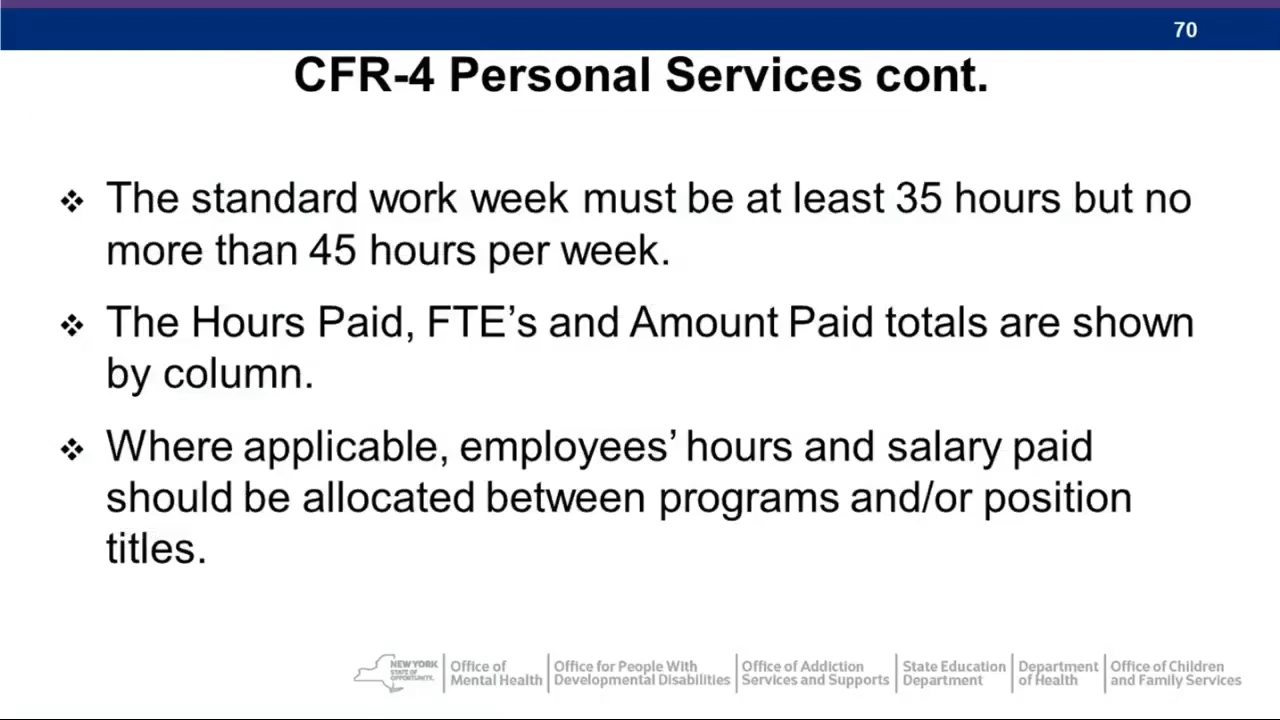 70
CFR-4 Personal Services cont.
❖ The standard work week must be at least 35 hours but no
more than 45 hours per week.
❖ The Hours Paid, FTE’s and Amount Paid totals are shown
by column.
❖ Where applicable, employees’ hours and salary paid
should be allocated between programs and/or position
titles.
NEW YORK
STATE OF
OPPORTUNITY.
Office of
Mental Health
Office for People With
Developmental Disabilities
Office of Addiction
Services and Supports
State Education
Department
Department
of Health
Office of Children
and Family Services